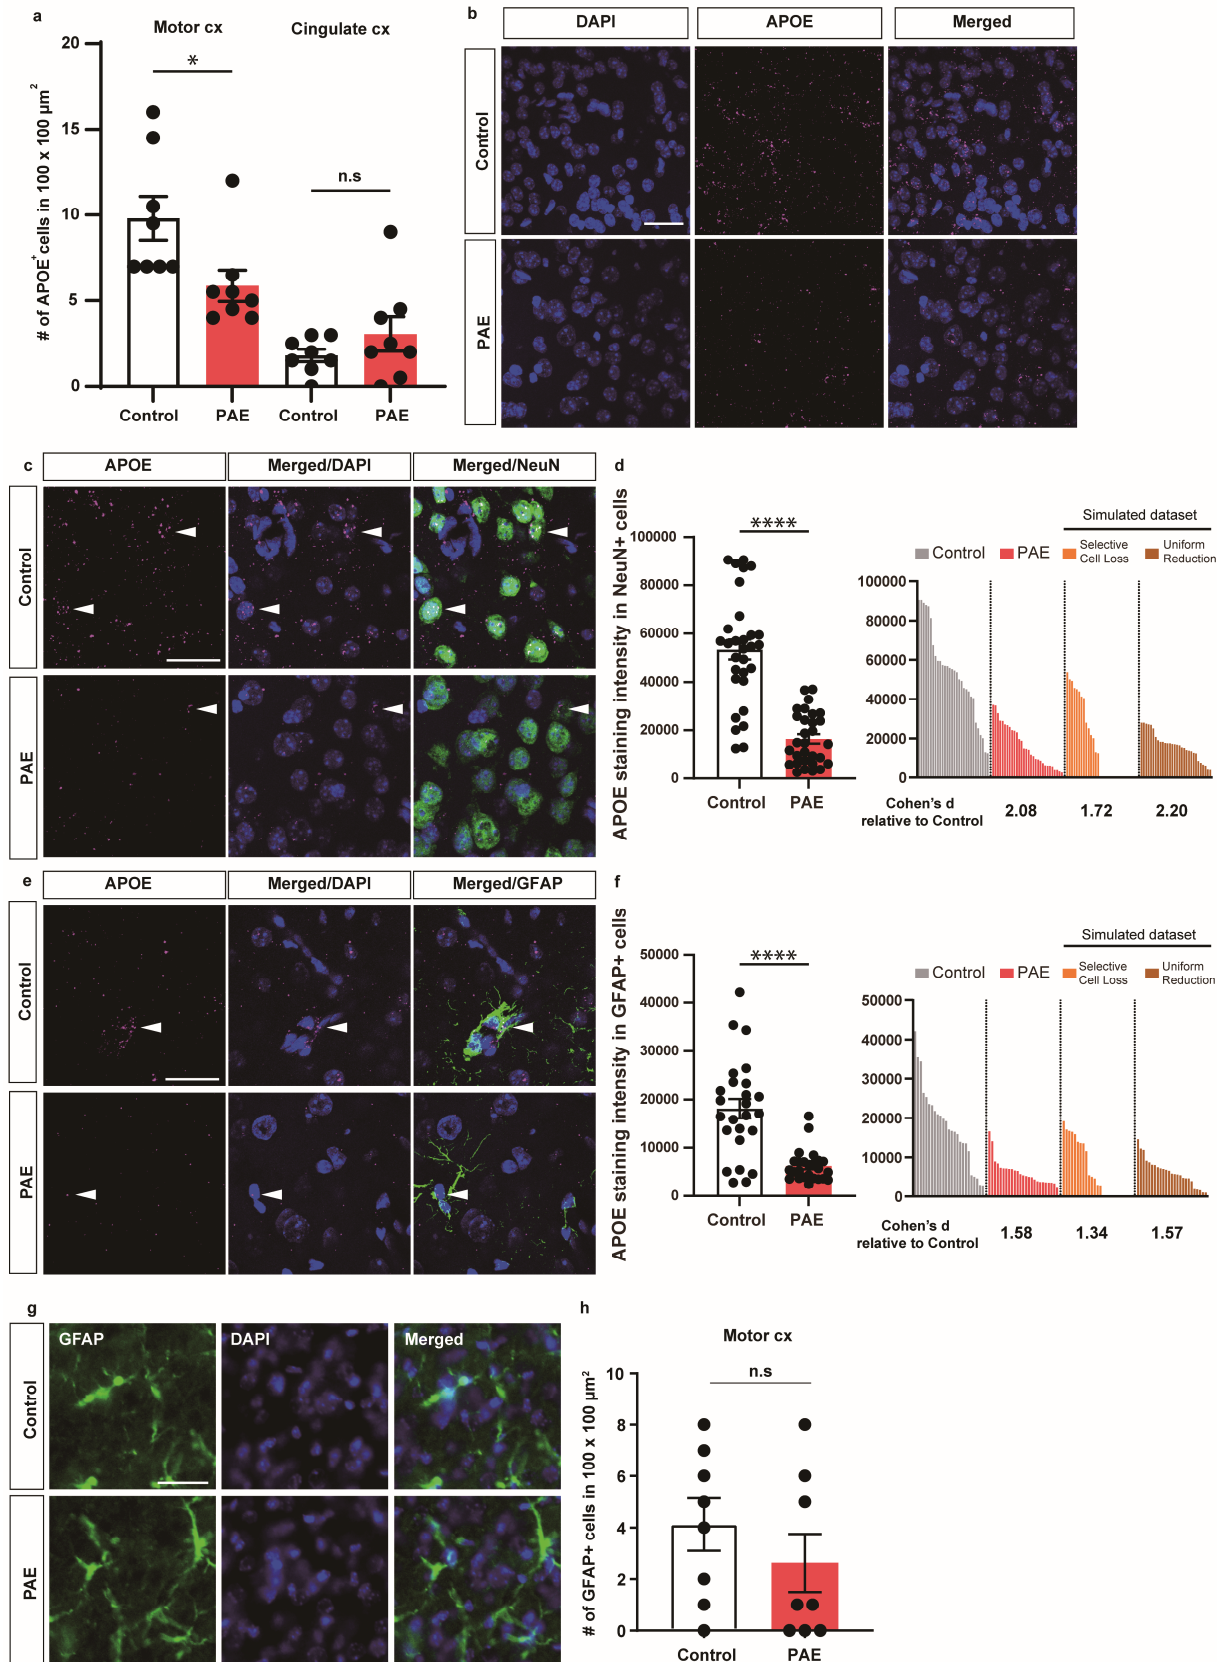 a
Motor cx
Cingulate cx
# of APOE⁺ cells in 100 x 100 µm²
20
15
10
5
0
*
n.s
Control
PAE
Control
PAE
b
DAPI
APOE
Merged
Control
PAE
c
APOE
Merged/DAPI
Merged/NeuN
Control
PAE
d
APOE staining intensity in NeuN+ cells
100000
80000
60000
40000
20000
0
****
Control
PAE
Simulated dataset
Control
PAE
Selective
Cell Loss
Uniform
Reduction
100000
80000
60000
40000
20000
0
Cohen's d
relative to Control
2.08
1.72
2.20
e
APOE
Merged/DAPI
Merged/GFAP
Control
PAE
f
APOE staining intensity in GFAP+ cells
50000
40000
30000
20000
10000
0
****
Control
PAE
Simulated dataset
Control
PAE
Selective
Cell Loss
Uniform
Reduction
50000
40000
30000
20000
10000
0
Cohen's d
relative to Control
1.58
1.34
1.57
g
GFAP
DAPI
Merged
Control
PAE
h
Motor cx
# of GFAP+ cells in 100 x 100 µm²
10
8
6
4
2
0
n.s
Control
PAE